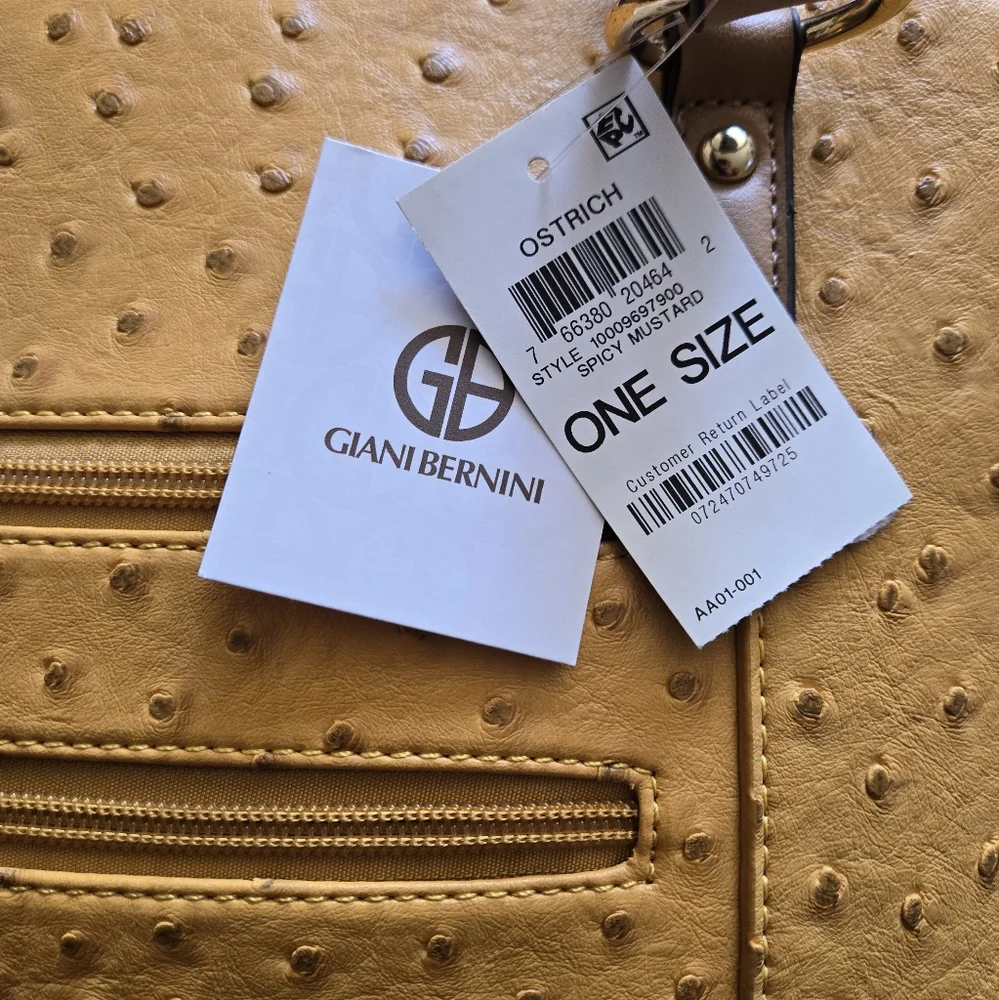 GB
GIANI BERNINI
OSTRICH
7 66380 20464 2
STYLE 10009697900
SPICY MUSTARD
ONE SIZE
Customer Return Label
072470749725
AA01-001